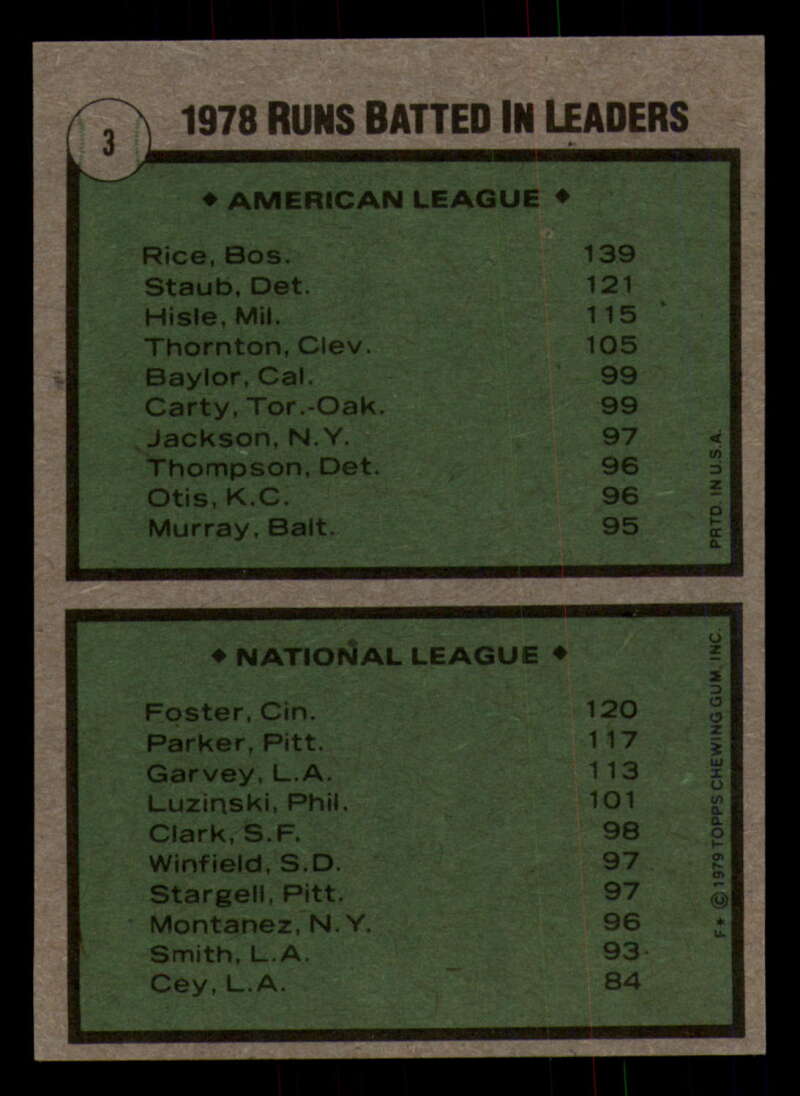 3
1978 RUNS BATTED IN LEADERS
♦ AMERICAN LEAGUE ♦
Rice, Bos. 139
Staub, Det. 121
Hisle, Mil. 115
Thornton, Clev. 105
Baylor, Cal. 99
Carty, Tor.-Oak. 99
Jackson, N.Y. 97
Thompson, Det. 96
Otis, K.C. 96
Murray, Balt. 95
PRTD. IN U.S.A.
♦ NATIONAL LEAGUE ♦
Foster, Cin. 120
Parker, Pitt. 117
Garvey, L.A. 113
Luzinski, Phil. 101
Clark, S.F. 98
Winfield, S.D. 97
Stargell, Pitt. 97
Montanez, N.Y. 96
Smith, L.A. 93
Cey, L.A. 84
F★ © 1979 TOPPS CHEWING GUM, INC.